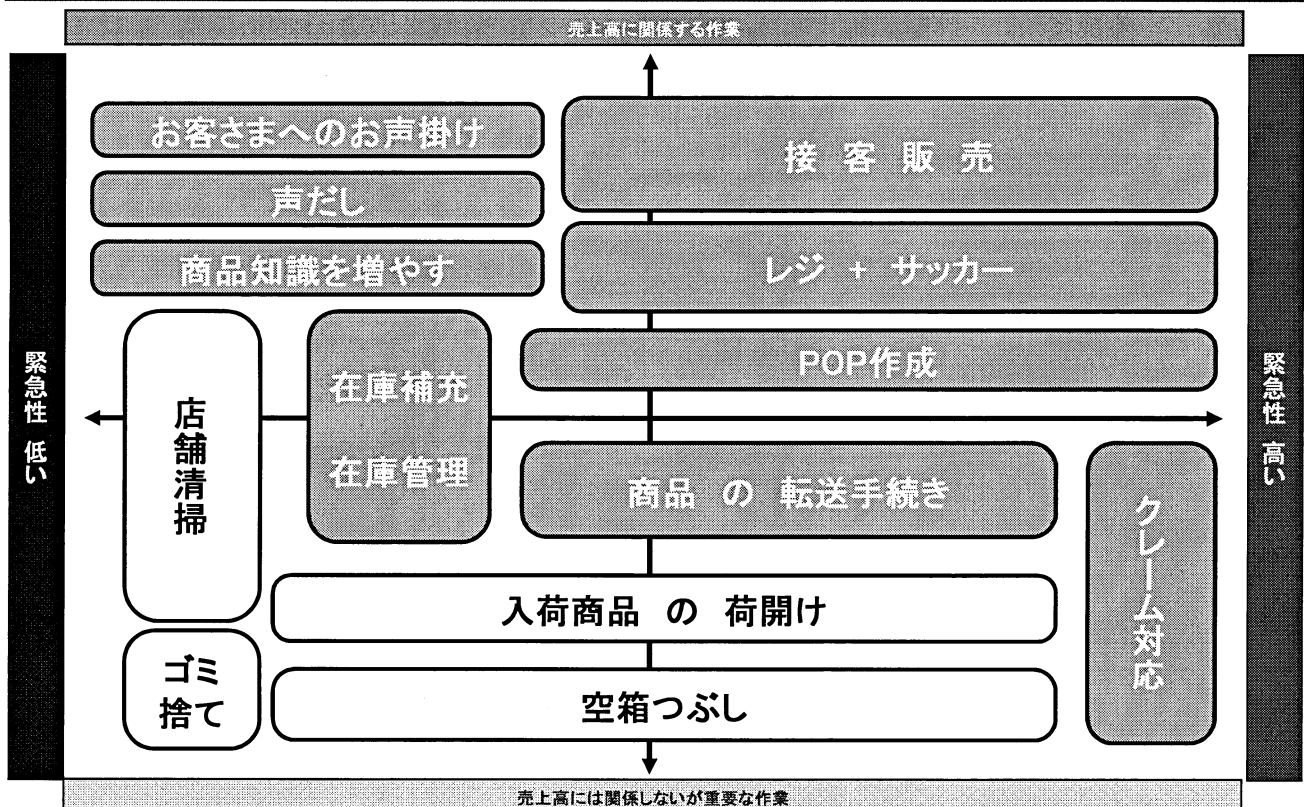 売上高に関係する作業
お客さまへのお声掛け
接 客 販 売
声だし
商品知識を増やす
レジ + サッカー
POP作成
緊急性 低い
店舗清掃
在庫補充
在庫管理
商品 の 転送手続き
クレーム対応
緊急性 高い
入荷商品 の 荷開け
ゴミ
捨て
空箱つぶし
売上高には関係しないが重要な作業